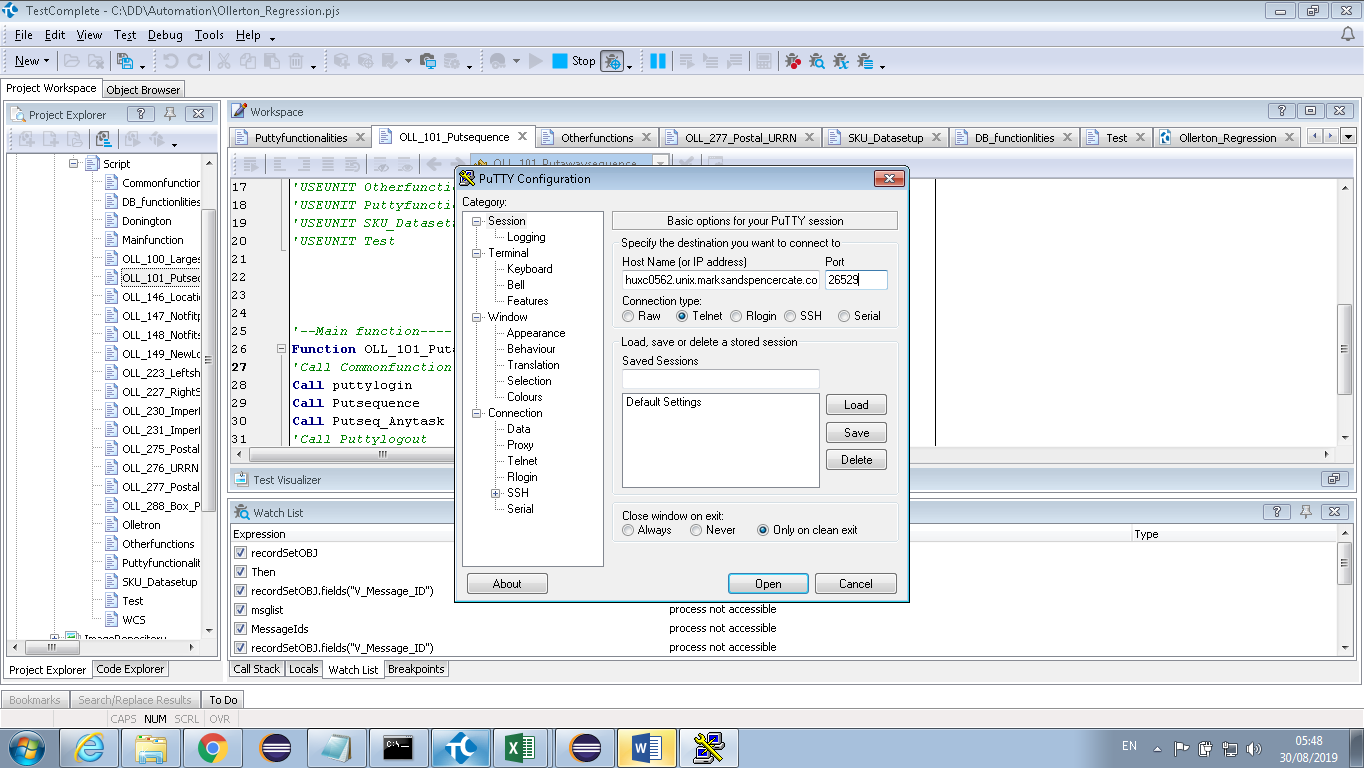 TestComplete - C:\DD\Automation\Ollerton_Regression.pjs
File Edit View Test Debug Tools Help
New Stop
Project Workspace Object Browser
Project Explorer
Script
Commonfunction
DB_functionlities
Donington
Mainfunction
OLL_100_Larges
OLL_101_Putseq
OLL_146_Locati
OLL_147_Notfitp
OLL_148_Notfitp
OLL_149_NewLo
OLL_223_Leftsh
OLL_227_RightS
OLL_230_Imperf
OLL_231_Imperf
OLL_275_Postal
OLL_276_URRN
OLL_277_Postal
OLL_288_Box_P
Olletron
Otherfunctions
Puttyfunctionalit
SKU_Datasetup
Test
WCS
ImageRepository
Project Explorer Code Explorer
Workspace
Puttyfunctionalities OLL_101_Putsequence Otherfunctions OLL_277_Postal_URRN SKU_Datasetup DB_functionlities Test Ollerton_Regression
OLL_101_Putawaysequence
17 'USEUNIT Otherfunctio
18 'USEUNIT Puttyfunctio
19 'USEUNIT SKU_Datasetu
20 'USEUNIT Test
21
22
23
24
25 '--Main function----
26 Function OLL_101_Puta
27 'Call Commonfunction
28 Call puttylogin
29 Call Putsequence
30 Call Putseq_Anytask
31 'Call Puttylogout
PuTTY Configuration
Category:
Session
Logging
Terminal
Keyboard
Bell
Features
Window
Appearance
Behaviour
Translation
Selection
Colours
Connection
Data
Proxy
Telnet
Rlogin
SSH
Serial
Basic options for your PuTTY session
Specify the destination you want to connect to
Host Name (or IP address) Port
huxc0562.unix.marksandspencercate.co 26529
Connection type:
Raw Telnet Rlogin SSH Serial
Load, save or delete a stored session
Saved Sessions
Default Settings
Load
Save
Delete
Close window on exit:
Always Never Only on clean exit
About Open Cancel
Test Visualizer
Watch List
Expression Type
recordSetOBJ
Then
recordSetOBJ.fields("V_Message_ID")
msglist process not accessible
MessageIds process not accessible
recordSetOBJ.fields("V_Message_ID") process not accessible
Call Stack Locals Watch List Breakpoints
Bookmarks Search/Replace Results To Do
CAPS NUM SCRL OVR
EN
05:48
30/08/2019